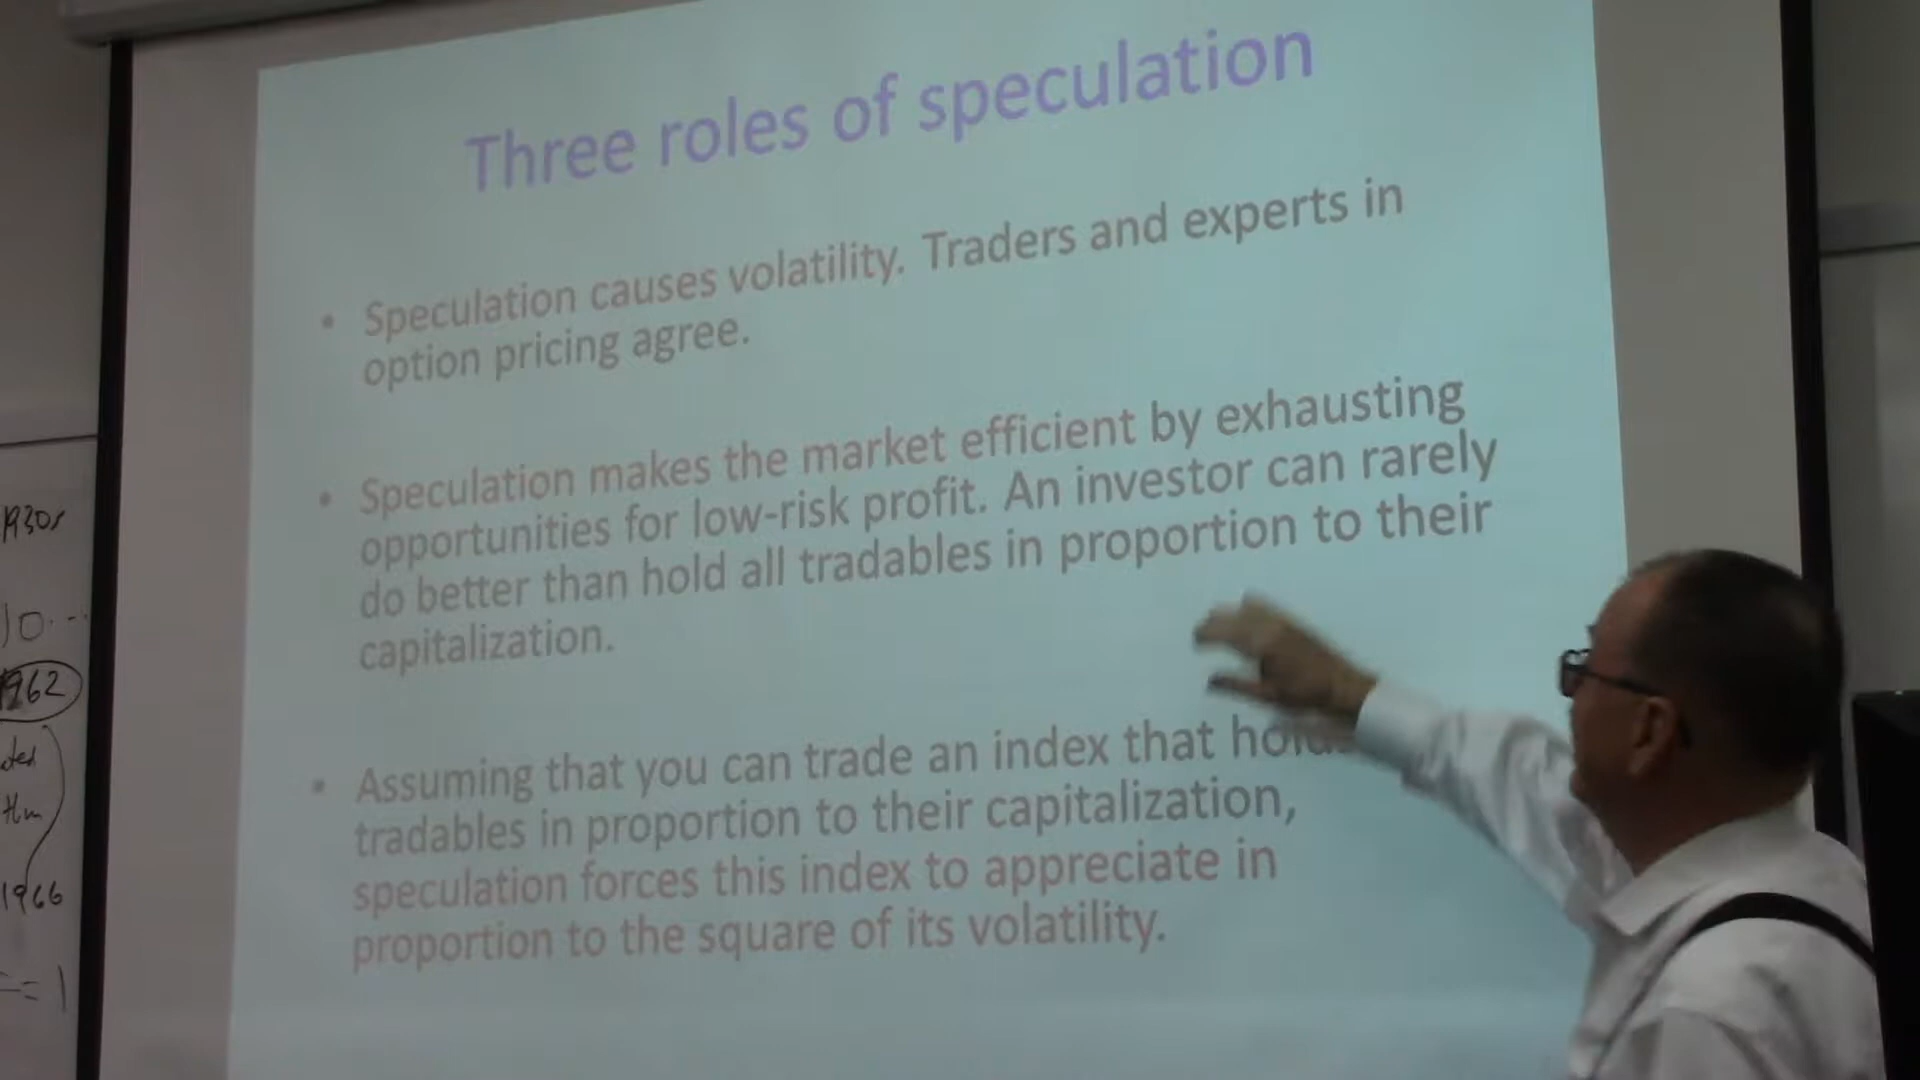 Three roles of speculation
• Speculation causes volatility. Traders and experts in
option pricing agree.
• Speculation makes the market efficient by exhausting
opportunities for low-risk profit. An investor can rarely
do better than hold all tradables in proportion to their
capitalization.
• Assuming that you can trade an index that
tradables in proportion to their capitalization,
speculation forces this index to appreciate in
proportion to the square of its volatility.
1930s
1962
1966
= 1